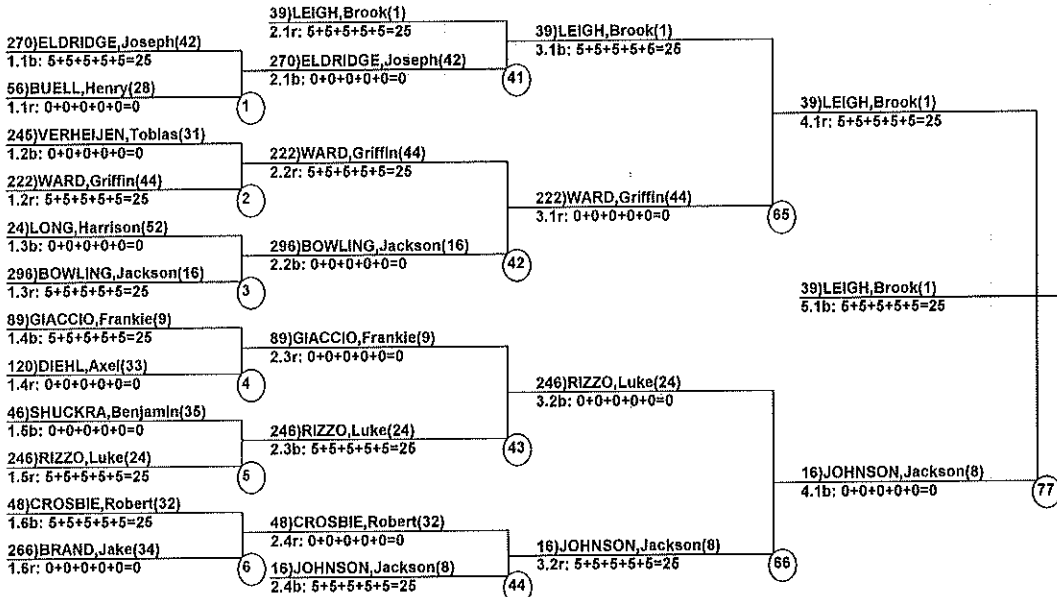 39)LEIGH,Brook(1)
2.1r: 5+5+5+5+5=25
39)LEIGH,Brook(1)
3.1b: 5+5+5+5+5=25
270)ELDRIDGE,Joseph(42)
1.1b: 5+5+5+5+5=25
270)ELDRIDGE,Joseph(42)
2.1b: 0+0+0+0+0=0
41
56)BUELL,Henry(28)
1.1r: 0+0+0+0+0=0
1
39)LEIGH,Brook(1)
4.1r: 5+5+5+5+5=25
245)VERHEIJEN,Tobias(31)
1.2b: 0+0+0+0+0=0
222)WARD,Griffin(44)
2.2r: 5+5+5+5+5=25
222)WARD,Griffin(44)
1.2r: 5+5+5+5+5=25
2
222)WARD,Griffin(44)
3.1r: 0+0+0+0+0=0
65
24)LONG,Harrison(52)
1.3b: 0+0+0+0+0=0
296)BOWLING,Jackson(16)
2.2b: 0+0+0+0+0=0
42
296)BOWLING,Jackson(16)
1.3r: 5+5+5+5+5=25
3
39)LEIGH,Brook(1)
5.1b: 5+5+5+5+5=25
89)GIACCIO,Frankie(9)
1.4b: 5+5+5+5+5=25
89)GIACCIO,Frankie(9)
2.3r: 0+0+0+0+0=0
120)DIEHL,Axel(33)
1.4r: 0+0+0+0+0=0
4
246)RIZZO,Luke(24)
3.2b: 0+0+0+0+0=0
46)SHUCKRA,Benjamin(35)
1.5b: 0+0+0+0+0=0
246)RIZZO,Luke(24)
2.3b: 5+5+5+5+5=25
43
246)RIZZO,Luke(24)
1.5r: 5+5+5+5+5=25
5
16)JOHNSON,Jackson(8)
4.1b: 0+0+0+0+0=0
77
48)CROSBIE,Robert(32)
1.6b: 5+5+5+5+5=25
48)CROSBIE,Robert(32)
2.4r: 0+0+0+0+0=0
266)BRAND,Jake(34)
1.6r: 0+0+0+0+0=0
6
16)JOHNSON,Jackson(8)
3.2r: 5+5+5+5+5=25
66
16)JOHNSON,Jackson(8)
2.4b: 5+5+5+5+5=25
44